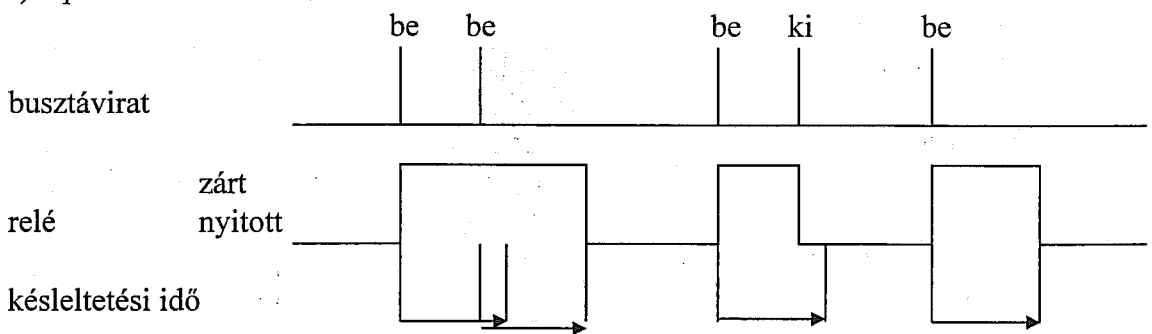 be be be ki be
busztávirat
zárt
relé nyitott
késleltetési idő